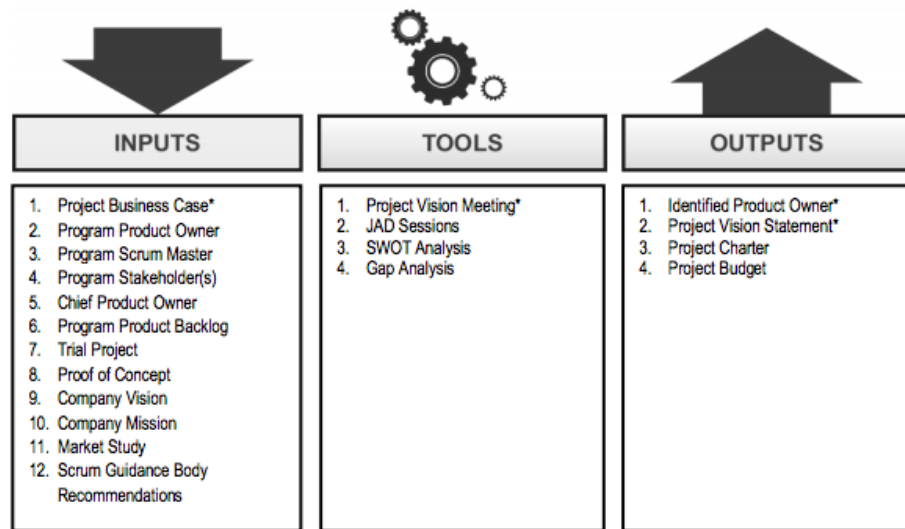 INPUTS
1. Project Business Case*
2. Program Product Owner
3. Program Scrum Master
4. Program Stakeholder(s)
5. Chief Product Owner
6. Program Product Backlog
7. Trial Project
8. Proof of Concept
9. Company Vision
10. Company Mission
11. Market Study
12. Scrum Guidance Body
Recommendations
TOOLS
1. Project Vision Meeting*
2. JAD Sessions
3. SWOT Analysis
4. Gap Analysis
OUTPUTS
1. Identified Product Owner*
2. Project Vision Statement*
3. Project Charter
4. Project Budget